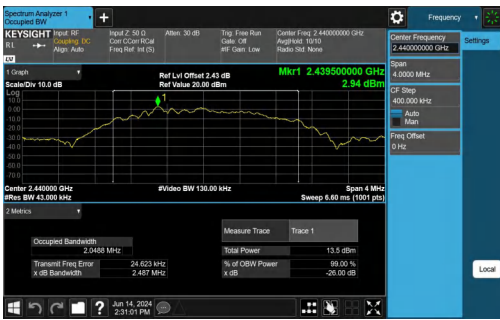 Spectrum Analyzer 1
Occupied BW
Frequency
KEYSIGHT
Input: RF
Coupling: DC
Align: Auto
Input Z: 50 Ω
Corr CCorr RCal
Freq Ref: Int (S)
Atten: 30 dB
Trig: Free Run
Gate: Off
#IF Gain: Low
Center Freq: 2.440000000 GHz
Avg|Hold: 10/10
Radio Std: None
RL
Center Frequency
2.440000000 GHz
Settings
Span
4.0000 MHz
CF Step
400.000 kHz
Auto
Man
Freq Offset
0 Hz
Local
1 Graph
Scale/Div 10.0 dB
Ref Lvl Offset 2.43 dB
Ref Value 20.00 dBm
Mkr1 2.439500000 GHz
2.94 dBm
Log
10.0
0.00
-10.0
-20.0
-30.0
-40.0
-50.0
-60.0
-70.0
1
Center 2.440000 GHz
#Res BW 43.000 kHz
#Video BW 130.00 kHz
Span 4 MHz
Sweep 6.60 ms (1001 pts)
2 Metrics
Measure Trace
Trace 1
Occupied Bandwidth
2.0488 MHz
Total Power
13.5 dBm
Transmit Freq Error
24.623 kHz
% of OBW Power
99.00 %
x dB Bandwidth
2.487 MHz
x dB
-26.00 dB
?
Jun 14, 2024
2:31:01 PM